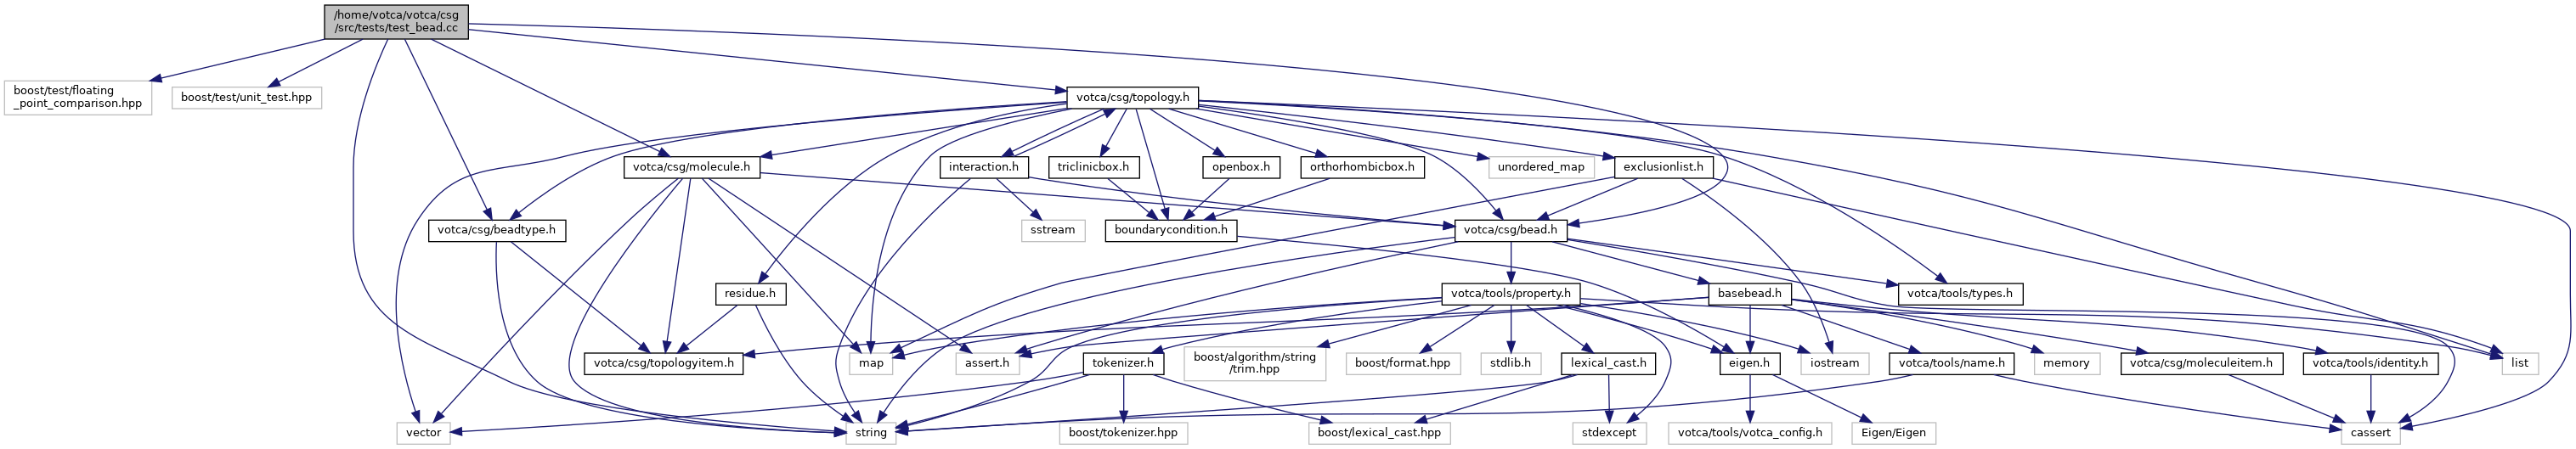 /home/votca/votca/csg
/src/tests/test_bead.cc
boost/test/floating
_point_comparison.hpp
boost/test/unit_test.hpp
votca/csg/topology.h
votca/csg/molecule.h
interaction.h
triclinicbox.h
openbox.h
orthorhombicbox.h
unordered_map
exclusionlist.h
votca/csg/beadtype.h
sstream
boundarycondition.h
votca/csg/bead.h
residue.h
votca/tools/property.h
basebead.h
votca/tools/types.h
votca/csg/topologyitem.h
map
assert.h
tokenizer.h
boost/algorithm/string
/trim.hpp
boost/format.hpp
stdlib.h
lexical_cast.h
eigen.h
iostream
votca/tools/name.h
memory
votca/csg/moleculeitem.h
votca/tools/identity.h
list
vector
string
boost/tokenizer.hpp
boost/lexical_cast.hpp
stdexcept
votca/tools/votca_config.h
Eigen/Eigen
cassert